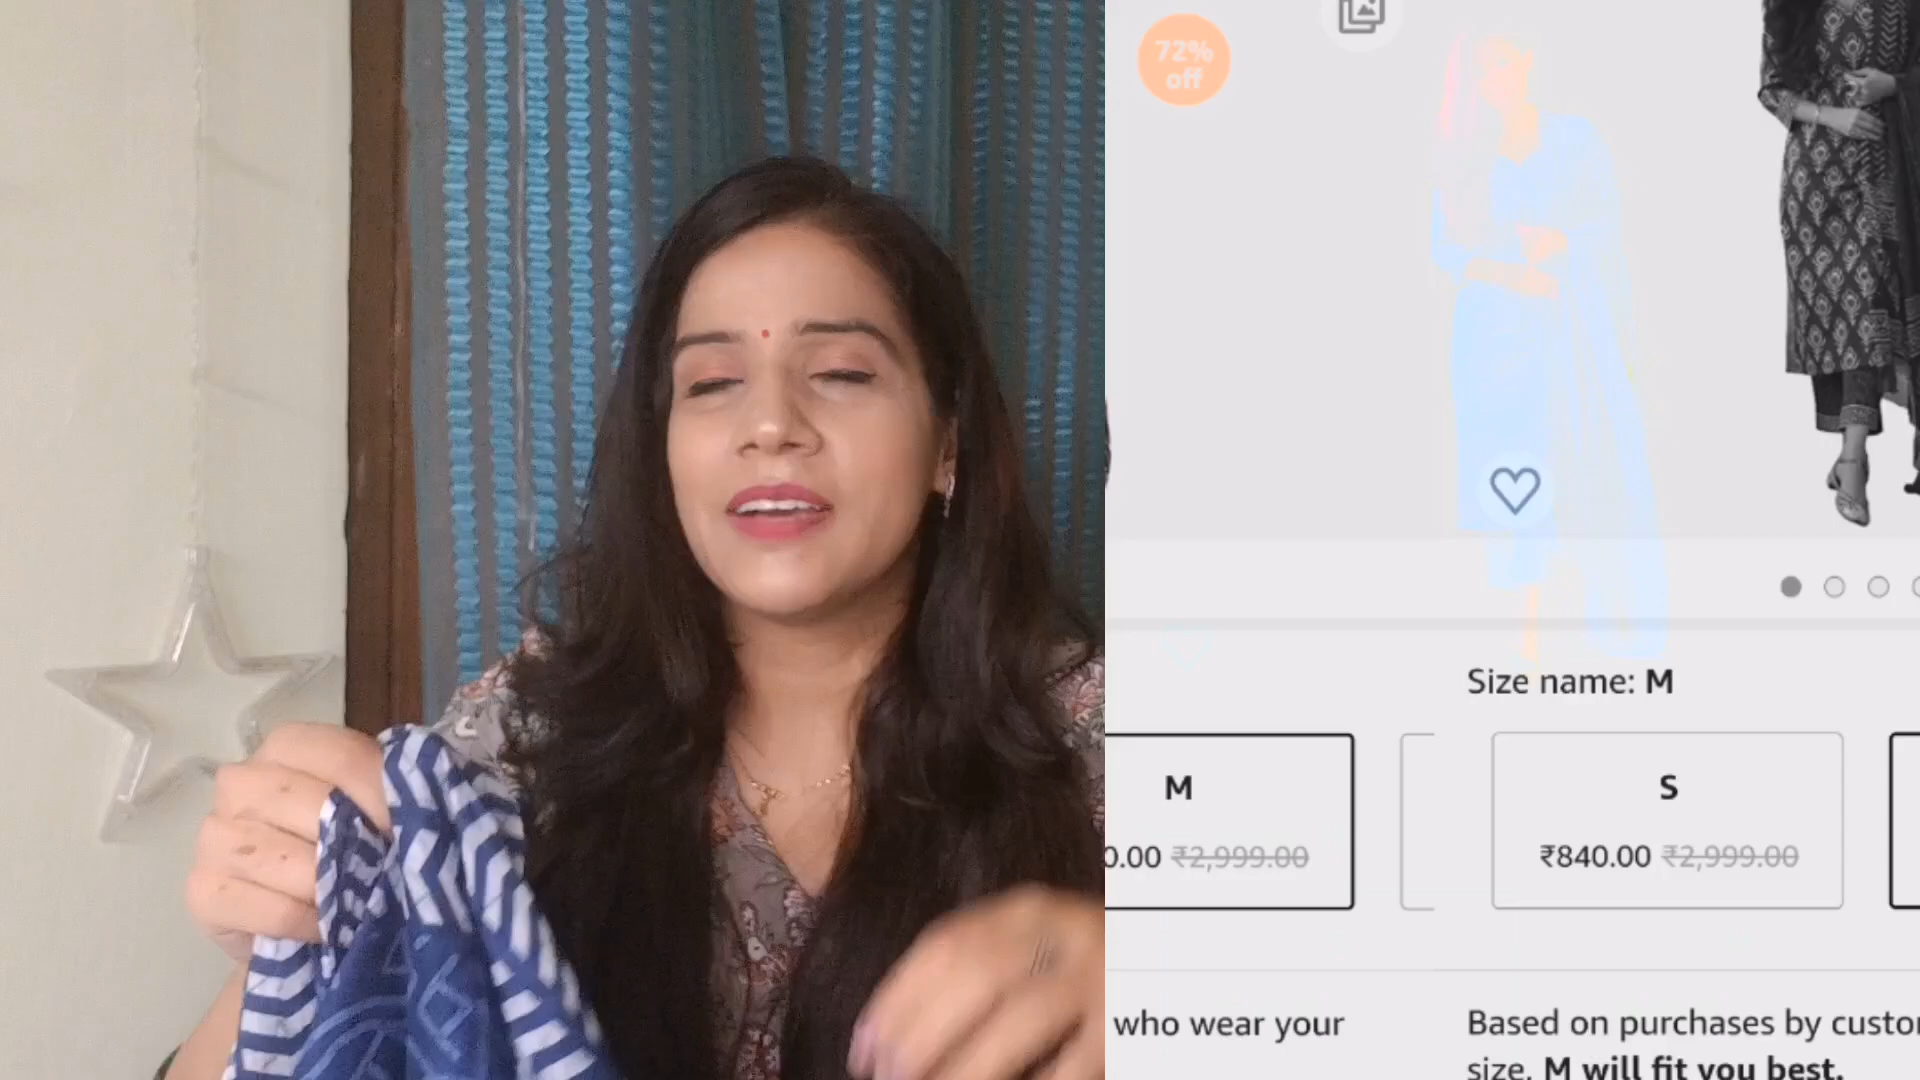 72%
off
Size name: M
M
0.00 ₹2,999.00
S
₹840.00 ₹2,999.00
who wear your
Based on purchases by custo
size, M will fit you best.